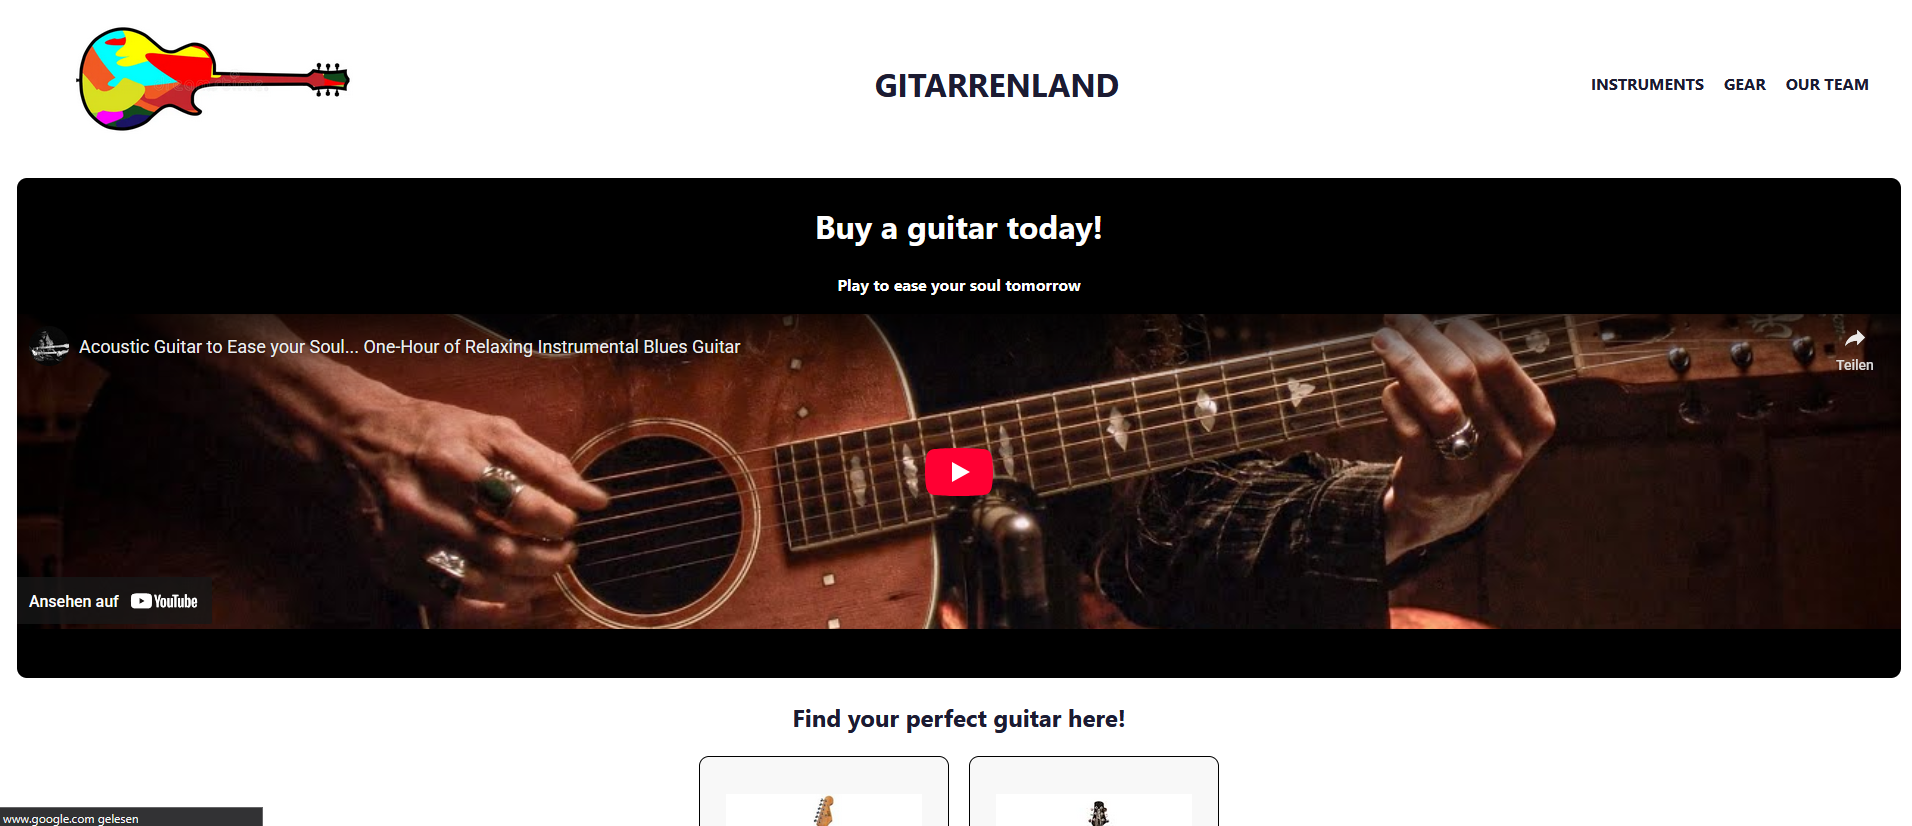 GITARRENLAND
INSTRUMENTS GEAR OUR TEAM
Buy a guitar today!
Play to ease your soul tomorrow
Acoustic Guitar to Ease your Soul... One-Hour of Relaxing Instrumental Blues Guitar
Teilen
Ansehen auf YouTube
Find your perfect guitar here!
www.google.com gelesen